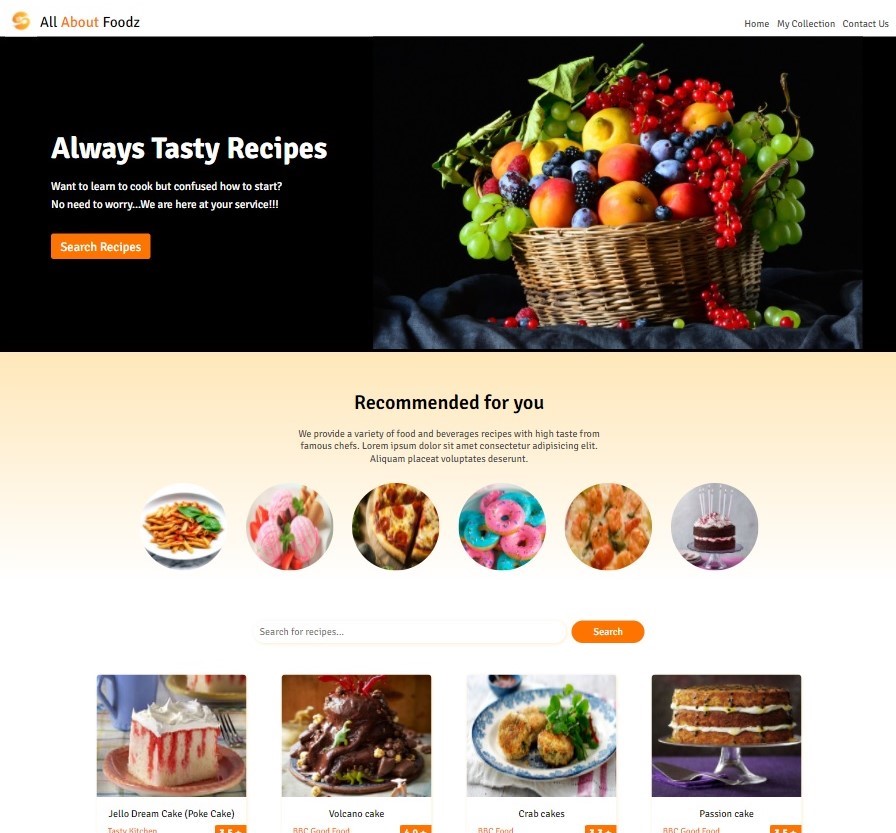 All About Foodz
Home My Collection Contact Us
Always Tasty Recipes
Want to learn to cook but confused how to start?
No need to worry...We are here at your service!!!
Search Recipes
Recommended for you
We provide a variety of food and beverages recipes with high taste from
famous chefs. Lorem ipsum dolor sit amet consectetur adipisicing elit.
Aliquam placeat voluptates deserunt.
Search for recipes...
Search
Jello Dream Cake (Poke Cake)
Volcano cake
Crab cakes
Passion cake
Tasty Kitchen
BBC Good Food
BBC Food
BBC Good Food